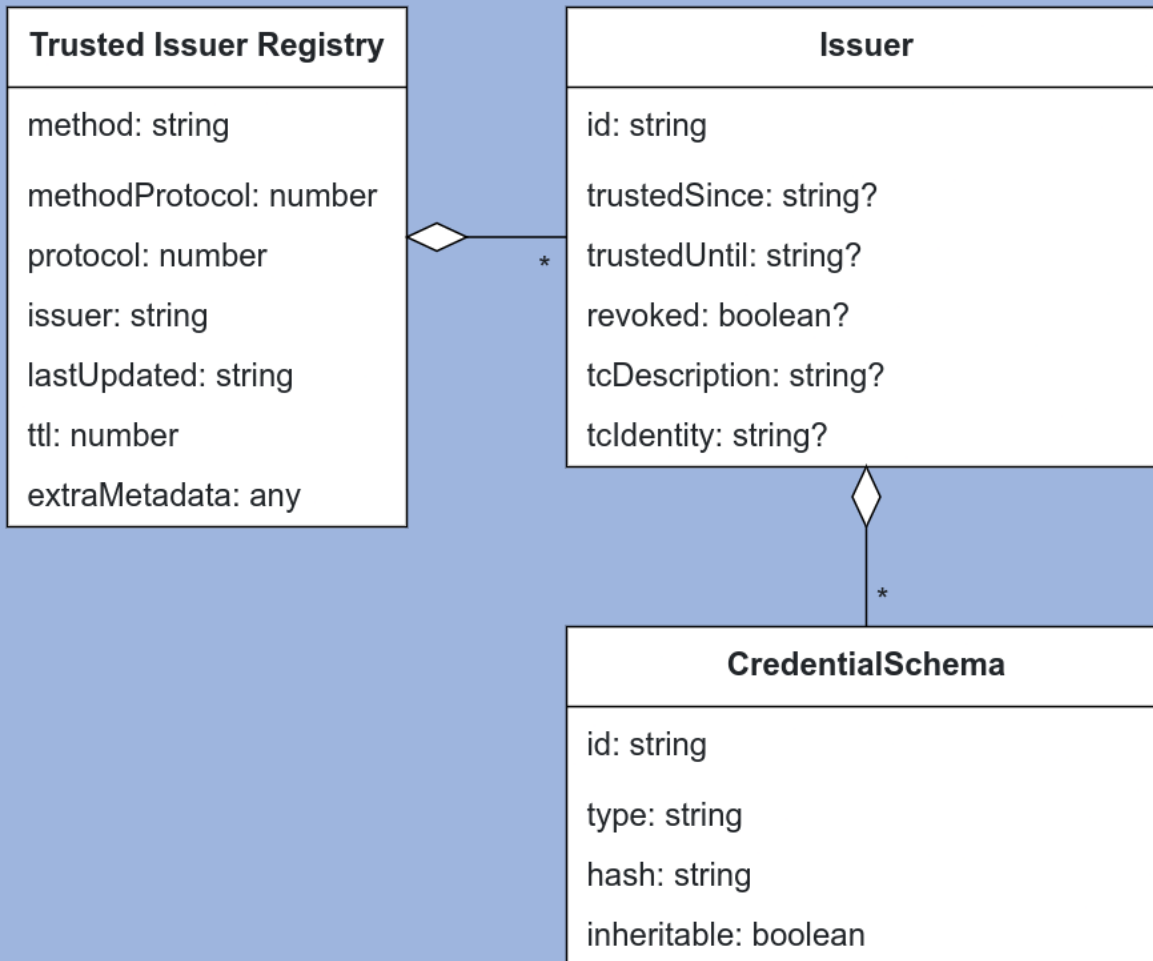 Trusted Issuer Registry
method: string
methodProtocol: number
protocol: number
issuer: string
lastUpdated: string
ttl: number
extraMetadata: any
*
Issuer
id: string
trustedSince: string?
trustedUntil: string?
revoked: boolean?
tcDescription: string?
tcIdentity: string?
*
CredentialSchema
id: string
type: string
hash: string
inheritable: boolean